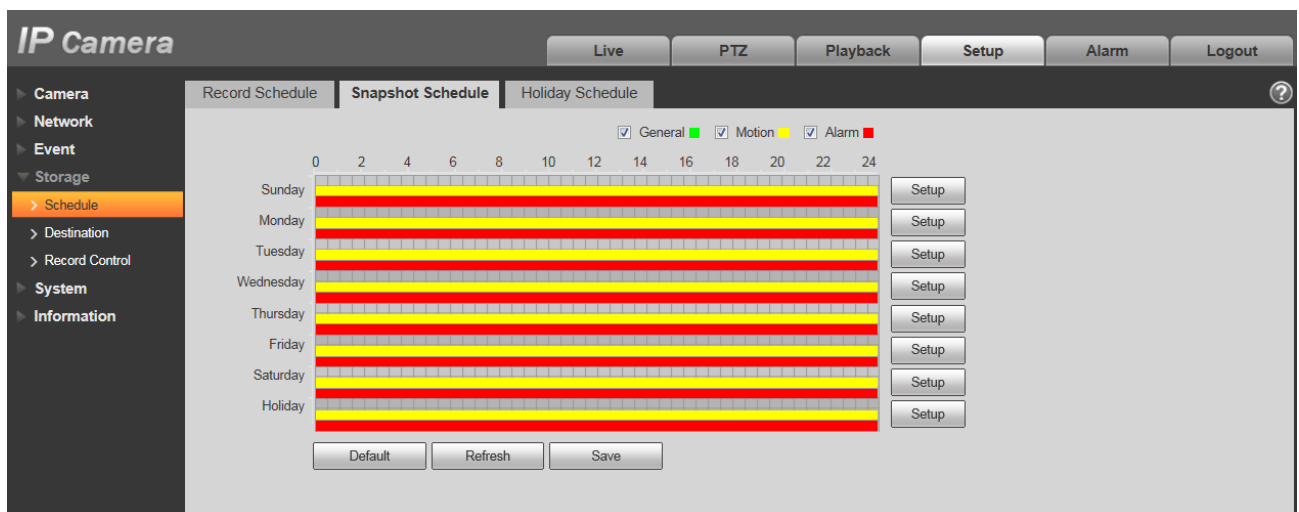 IP Camera
Live PTZ Playback Setup Alarm Logout
Camera
Network
Event
Storage
Schedule
Destination
Record Control
System
Information
Record Schedule Snapshot Schedule Holiday Schedule ?
General Motion Alarm
0 2 4 6 8 10 12 14 16 18 20 22 24
Sunday Setup
Monday Setup
Tuesday Setup
Wednesday Setup
Thursday Setup
Friday Setup
Saturday Setup
Holiday Setup
Default Refresh Save